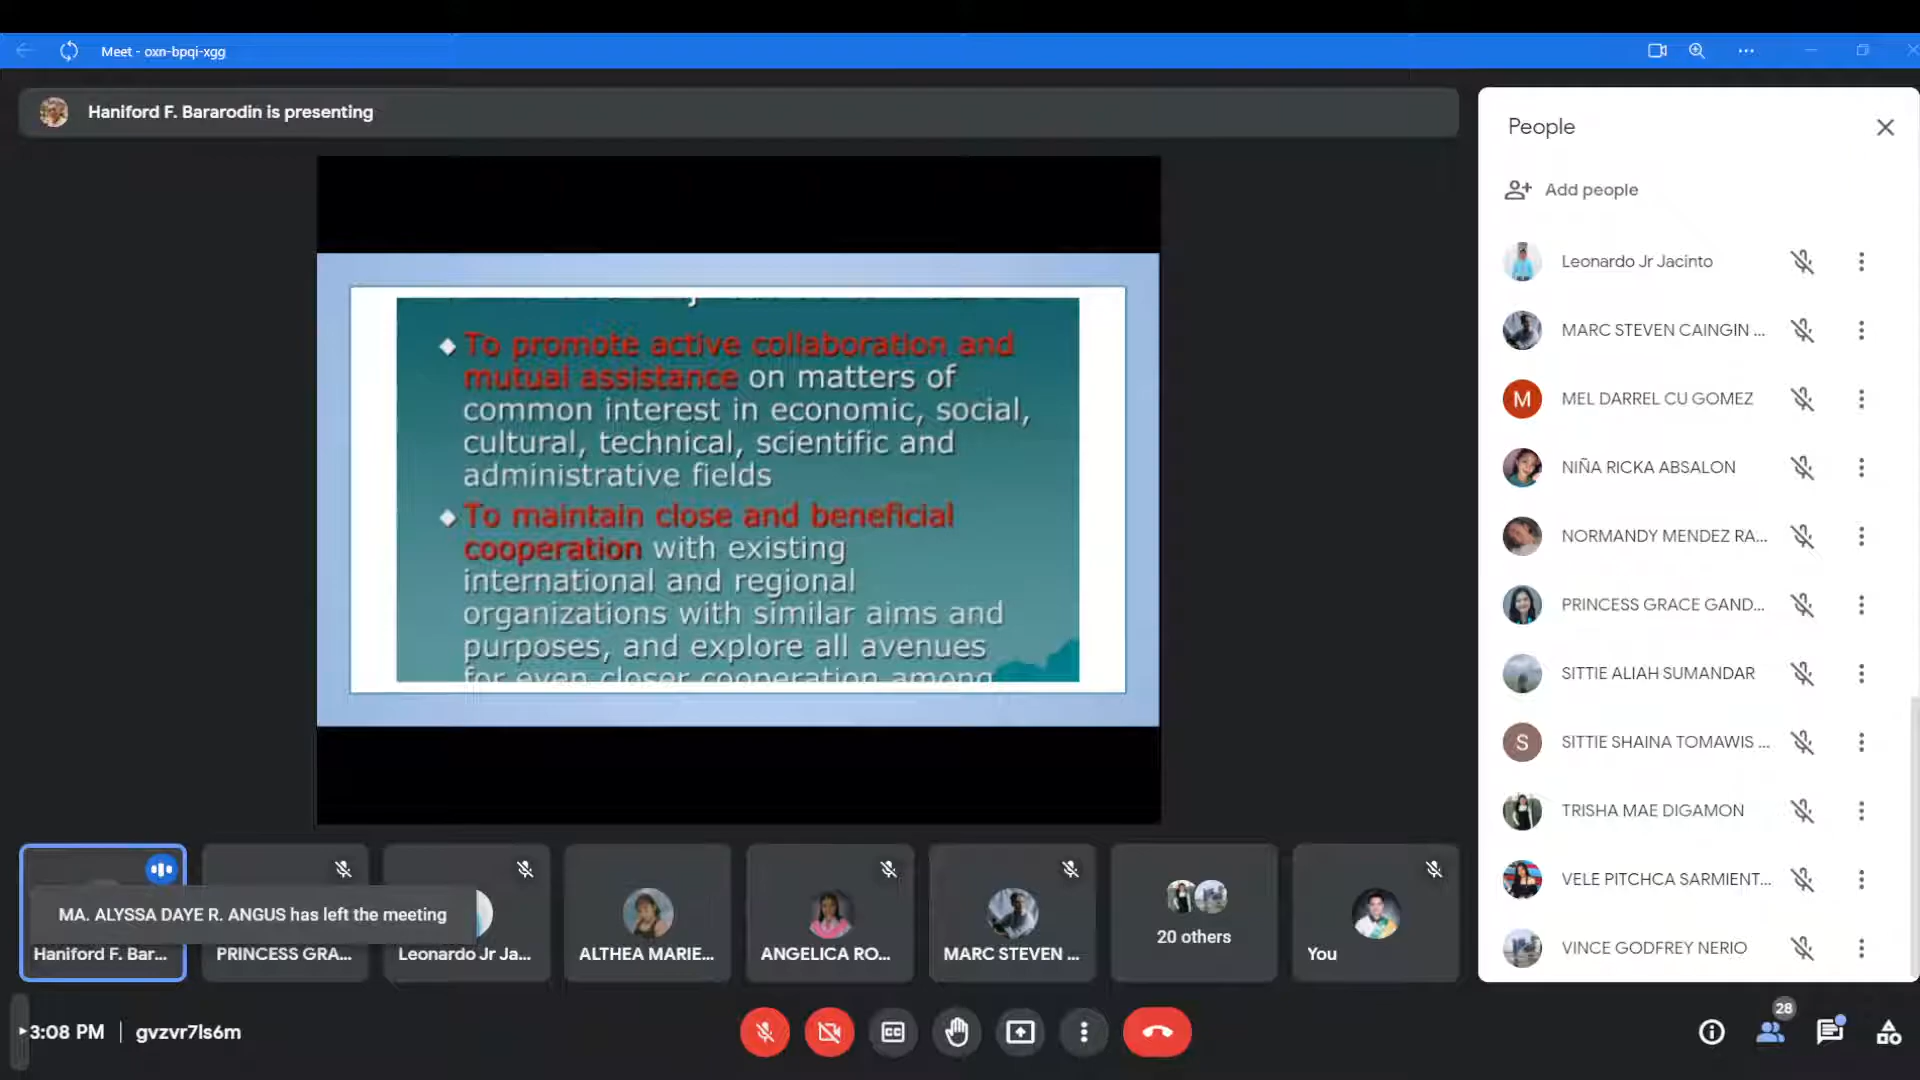 Meet - oxn-bpqi-xgg
Haniford F. Bararodin is presenting
To promote active collaboration and
mutual assistance on matters of
common interest in economic, social,
cultural, technical, scientific and
administrative fields
To maintain close and beneficial
cooperation with existing
international and regional
organizations with similar aims and
purposes, and explore all avenues
for even closer cooperation among
People
Add people
Leonardo Jr Jacinto
MARC STEVEN CAINGIN ...
MEL DARREL CU GOMEZ
M
NIÑA RICKA ABSALON
NORMANDY MENDEZ RA...
PRINCESS GRACE GAND...
SITTIE ALIAH SUMANDAR
S
SITTIE SHAINA TOMAWIS ...
TRISHA MAE DIGAMON
VELE PITCHCA SARMIENT...
VINCE GODFREY NERIO
MA. ALYSSA DAYE R. ANGUS has left the meeting
Haniford F. Bar...
PRINCESS GRA...
Leonardo Jr Ja...
ALTHEA MARIE...
ANGELICA RO...
MARC STEVEN ...
20 others
You
3:08 PM | gvzvr7ls6m
CC
28